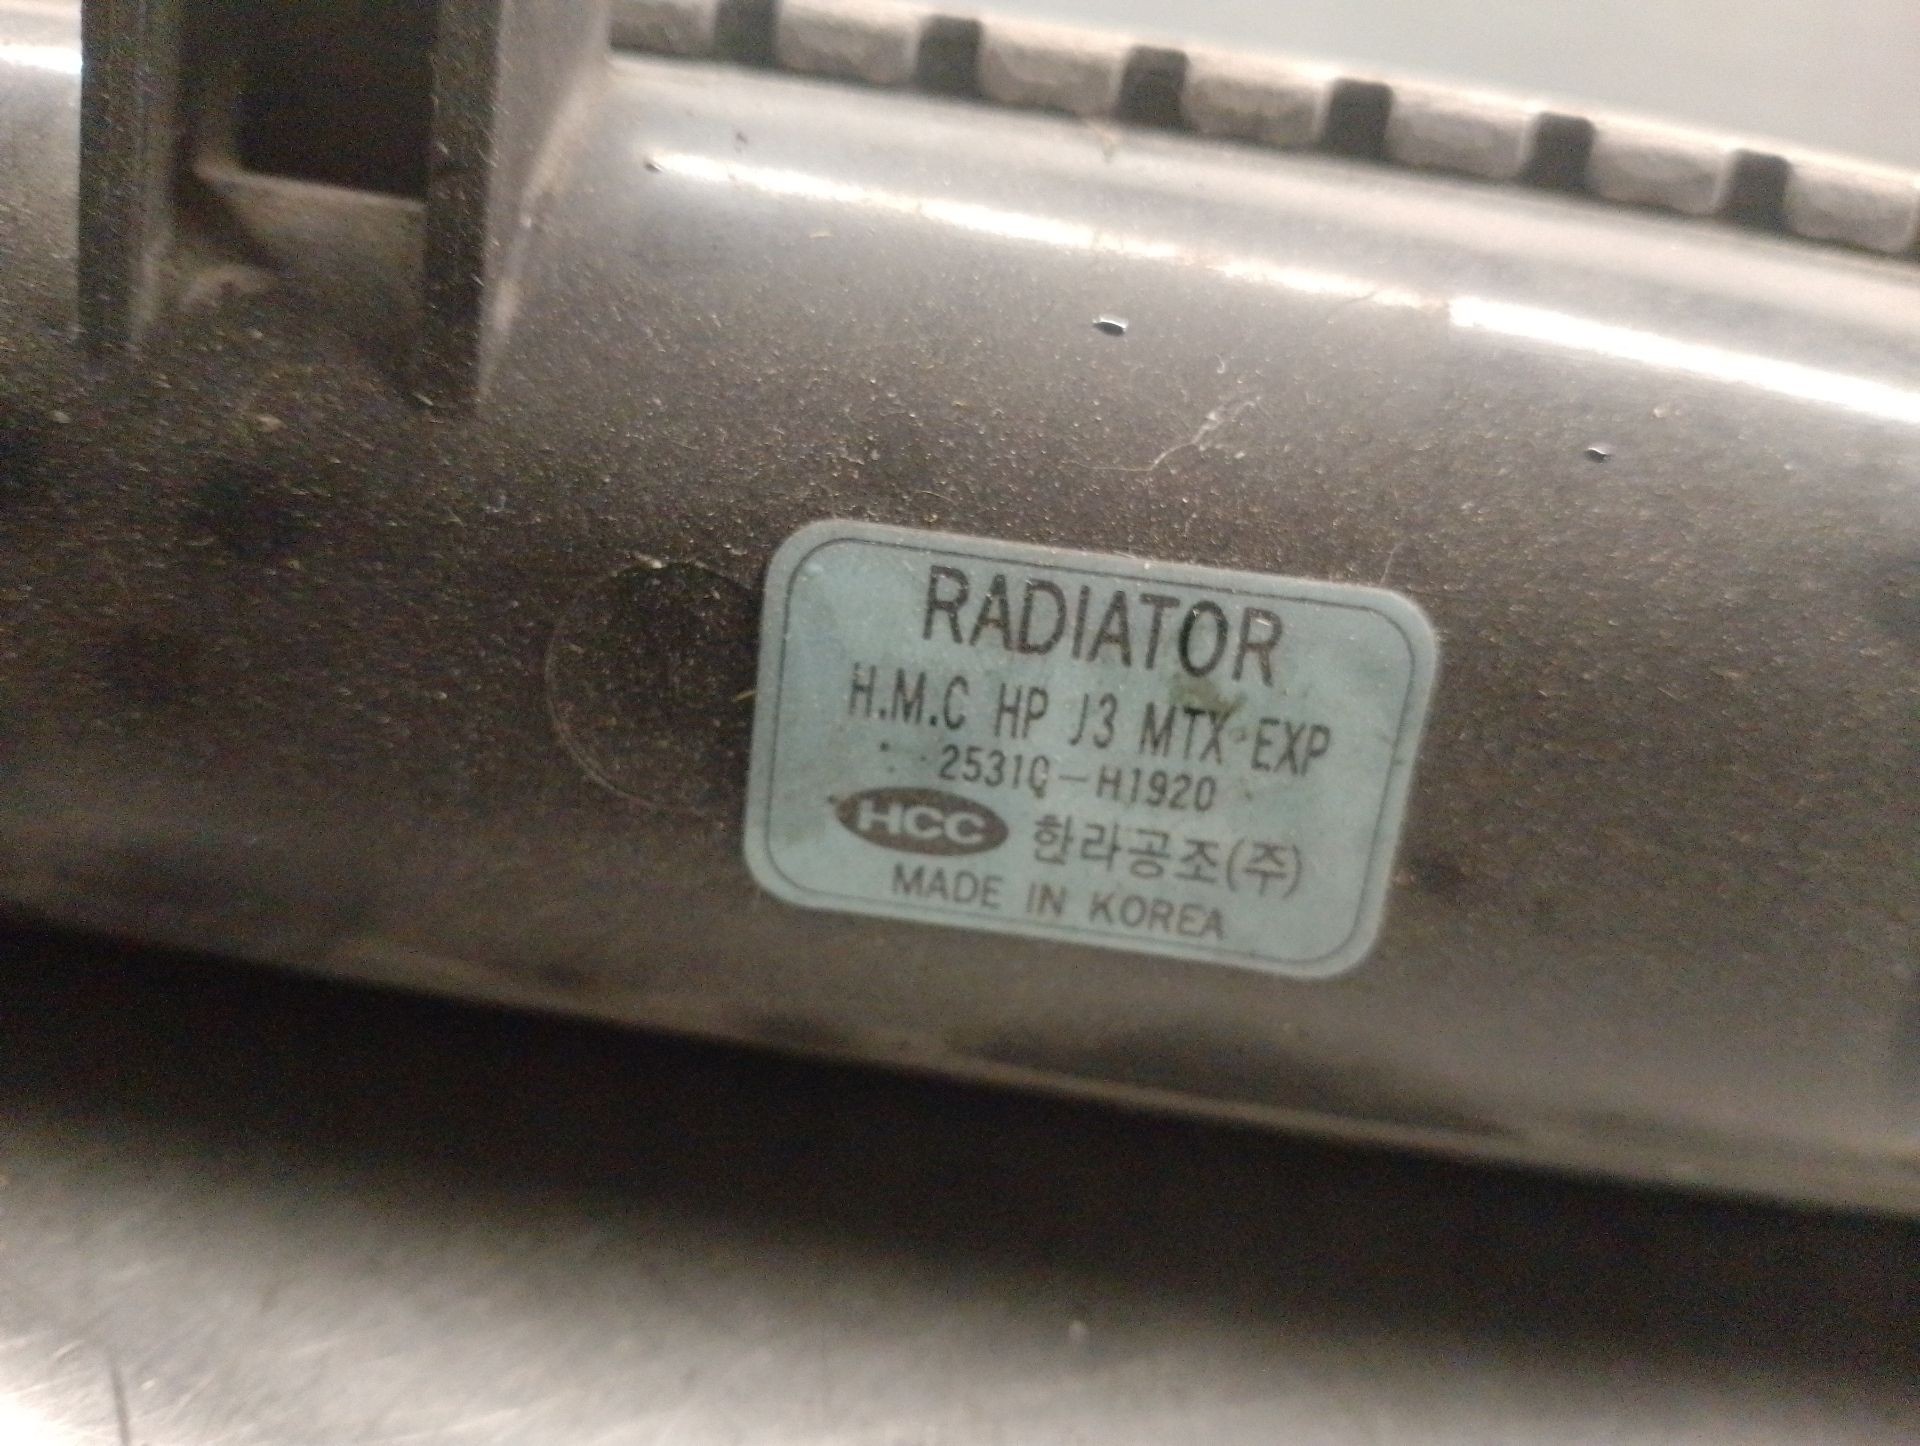 RADIATOR
H.M.C HP J3 MTX EXP
25310-H1920
HCC 한라공조(주)
MADE IN KOREA